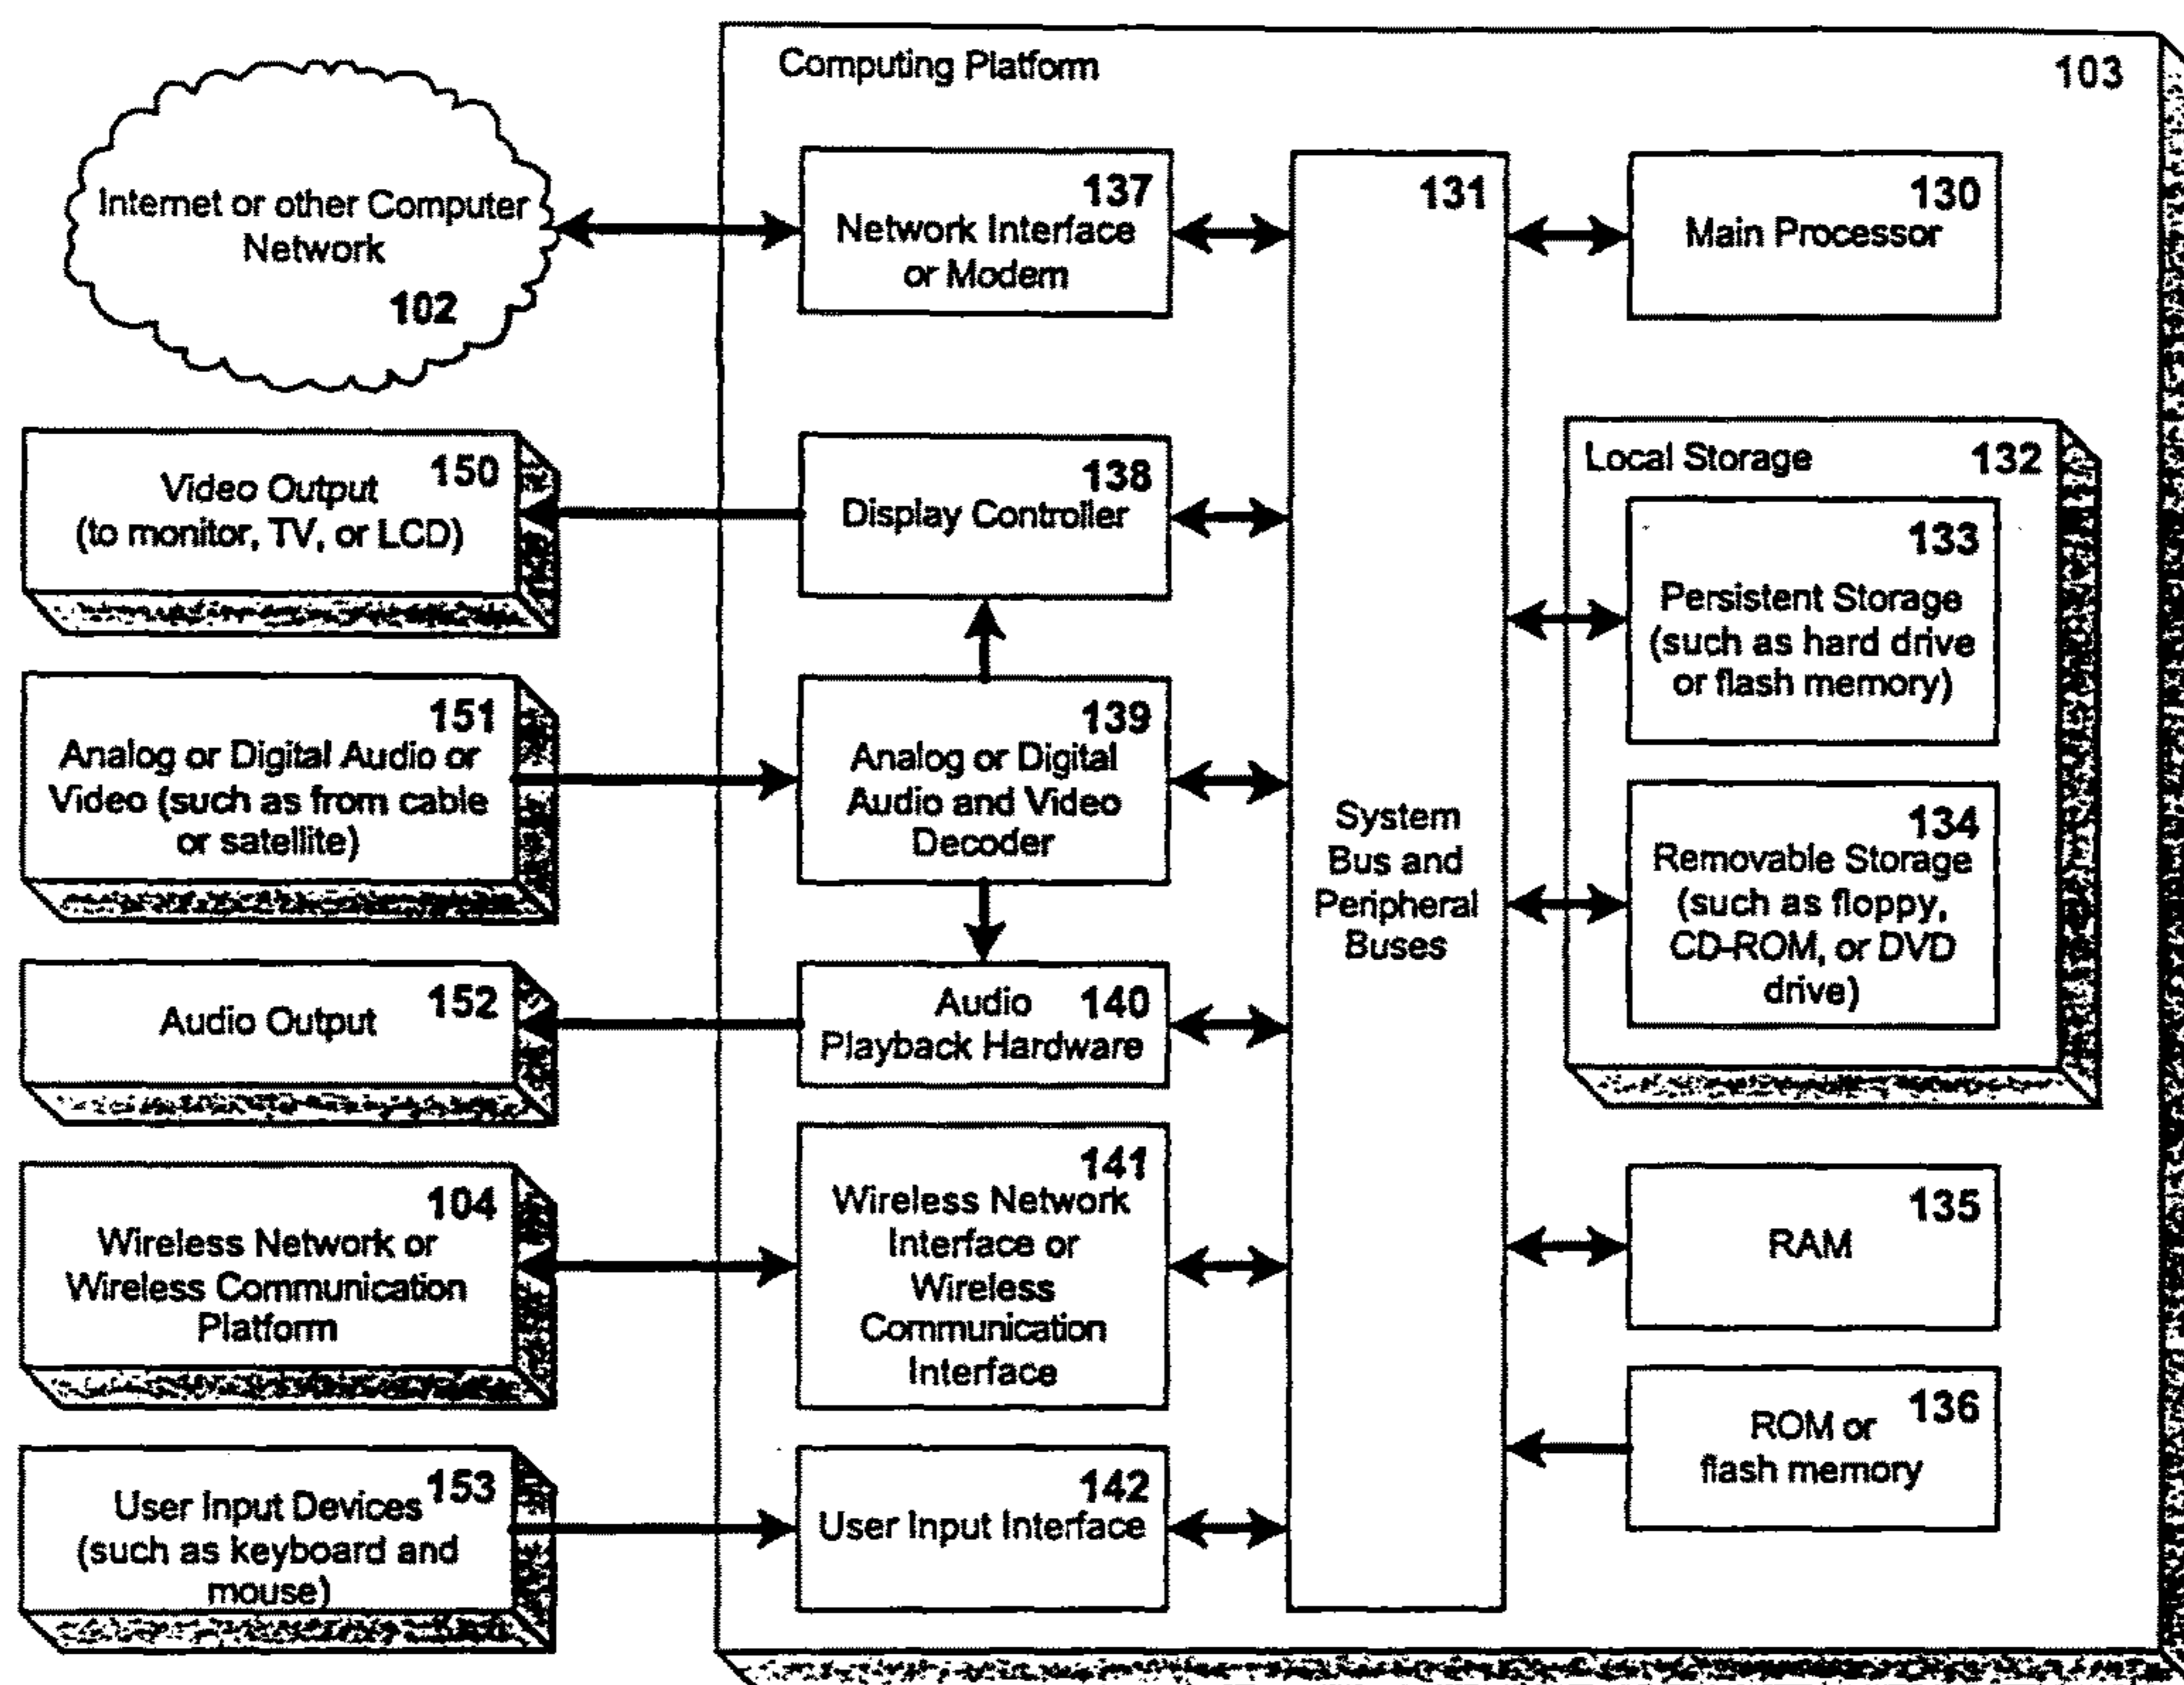 Computing Platform
103
Internet or other Computer
Network
102
137
Network Interface
or Modem
131
System
Bus and
Peripheral
Buses
130
Main Processor
Video Output
150
(to monitor, TV, or LCD)
138
Display Controller
Local Storage
132
133
Persistent Storage
(such as hard drive
or flash memory)
151
Analog or Digital Audio or
Video (such as from cable
or satellite)
139
Analog or Digital
Audio and Video
Decoder
134
Removable Storage
(such as floppy,
CD-ROM, or DVD
drive)
152
Audio Output
Audio
140
Playback Hardware
104
Wireless Network or
Wireless Communication
Platform
141
Wireless Network
Interface or
Wireless
Communication
Interface
135
RAM
136
ROM or
flash memory
153
User Input Devices
(such as keyboard and
mouse)
142
User Input Interface